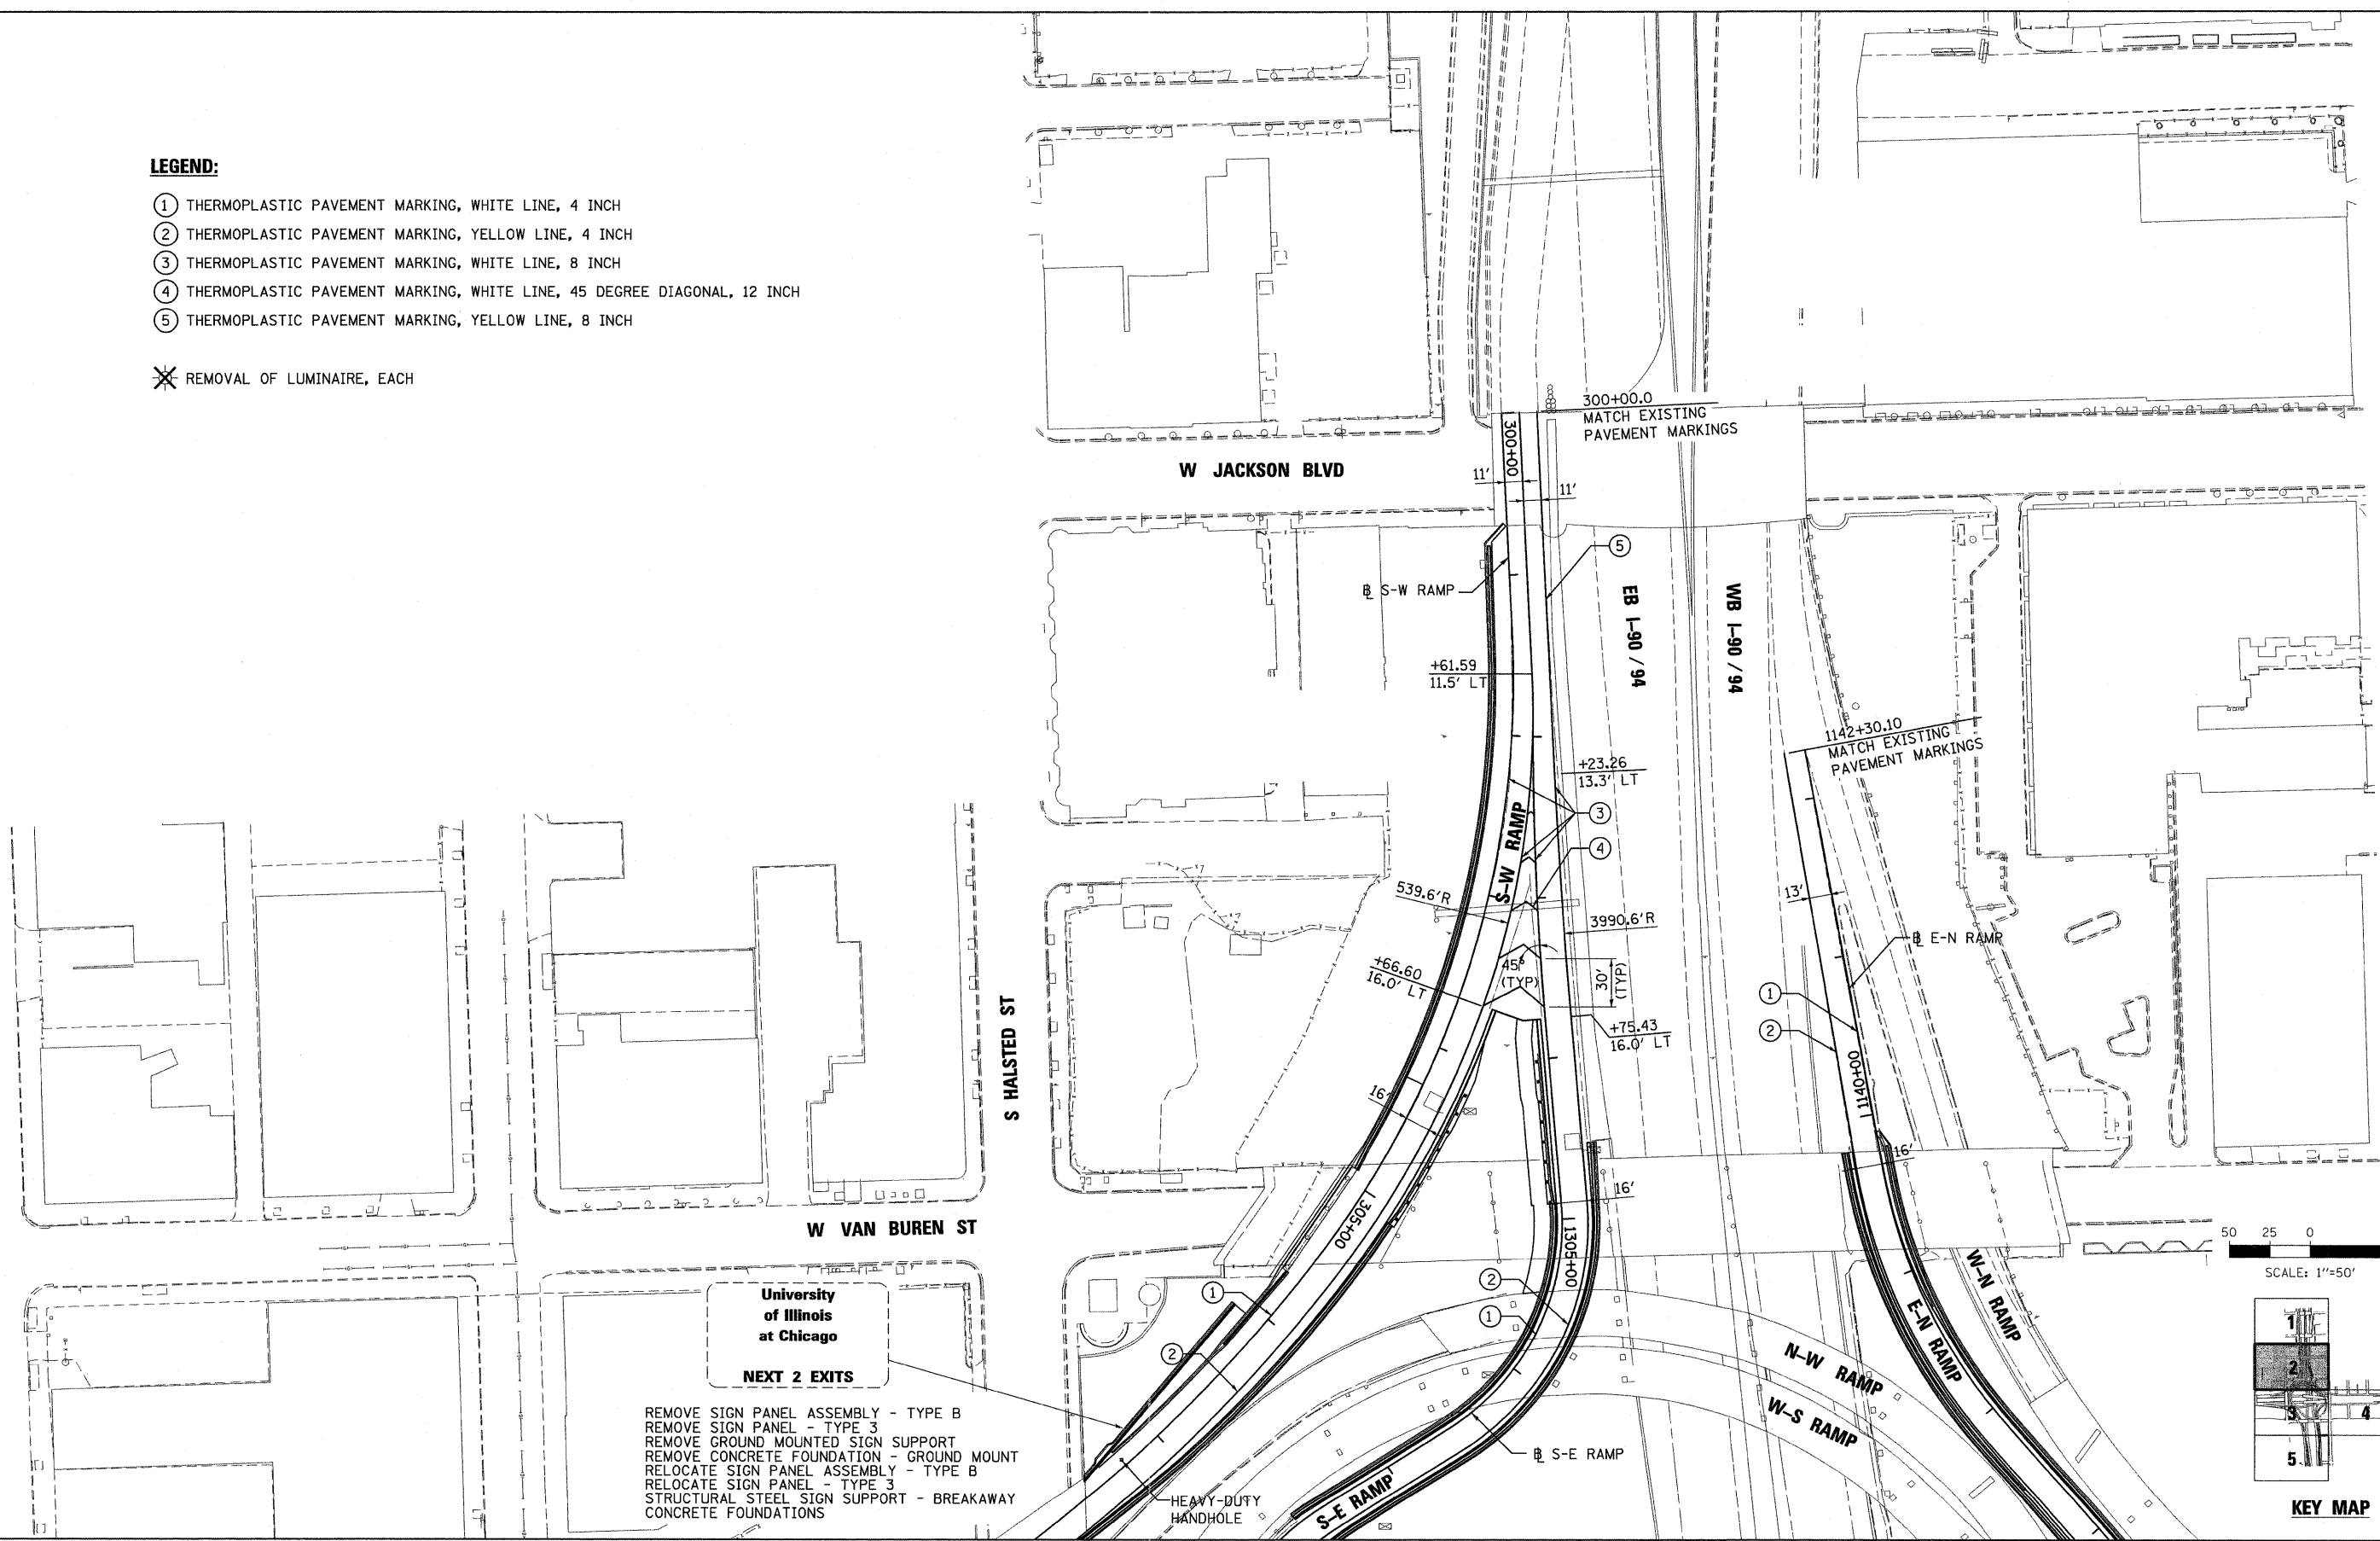 LEGEND:
1 THERMOPLASTIC PAVEMENT MARKING, WHITE LINE, 4 INCH
2 THERMOPLASTIC PAVEMENT MARKING, YELLOW LINE, 4 INCH
3 THERMOPLASTIC PAVEMENT MARKING, WHITE LINE, 8 INCH
4 THERMOPLASTIC PAVEMENT MARKING, WHITE LINE, 45 DEGREE DIAGONAL, 12 INCH
5 THERMOPLASTIC PAVEMENT MARKING, YELLOW LINE, 8 INCH
REMOVAL OF LUMINAIRE, EACH
300+00.0
MATCH EXISTING
PAVEMENT MARKINGS
300+00
W JACKSON BLVD
11'
11'
5
℄ S-W RAMP
EB I-90 / 94
WB I-90 / 94
+61.59
11.5' LT
1142+30.10
MATCH EXISTING
PAVEMENT MARKINGS
+23.26
13.3' LT
3
S-W RAMP
4
539.6'R
13'
3990.6'R
℄ E-N RAMP
+66.60
16.0' LT
45°
(TYP)
30'
(TYP)
1
2
+75.43
16.0' LT
S HALSTED ST
1140+00
16'
16'
16'
305+00
1305+00
W VAN BUREN ST
50 25 0
SCALE: 1"=50'
W-N RAMP
E-N RAMP
N-W RAMP
W-S RAMP
2
1
1
2
University
of Illinois
at Chicago
NEXT 2 EXITS
REMOVE SIGN PANEL ASSEMBLY - TYPE B
REMOVE SIGN PANEL - TYPE 3
REMOVE GROUND MOUNTED SIGN SUPPORT
REMOVE CONCRETE FOUNDATION - GROUND MOUNT
RELOCATE SIGN PANEL ASSEMBLY - TYPE B
RELOCATE SIGN PANEL - TYPE 3
STRUCTURAL STEEL SIGN SUPPORT - BREAKAWAY
CONCRETE FOUNDATIONS
HEAVY-DUTY
HANDHOLE
℄ S-E RAMP
S-E RAMP
1
2
3
4
5
KEY MAP